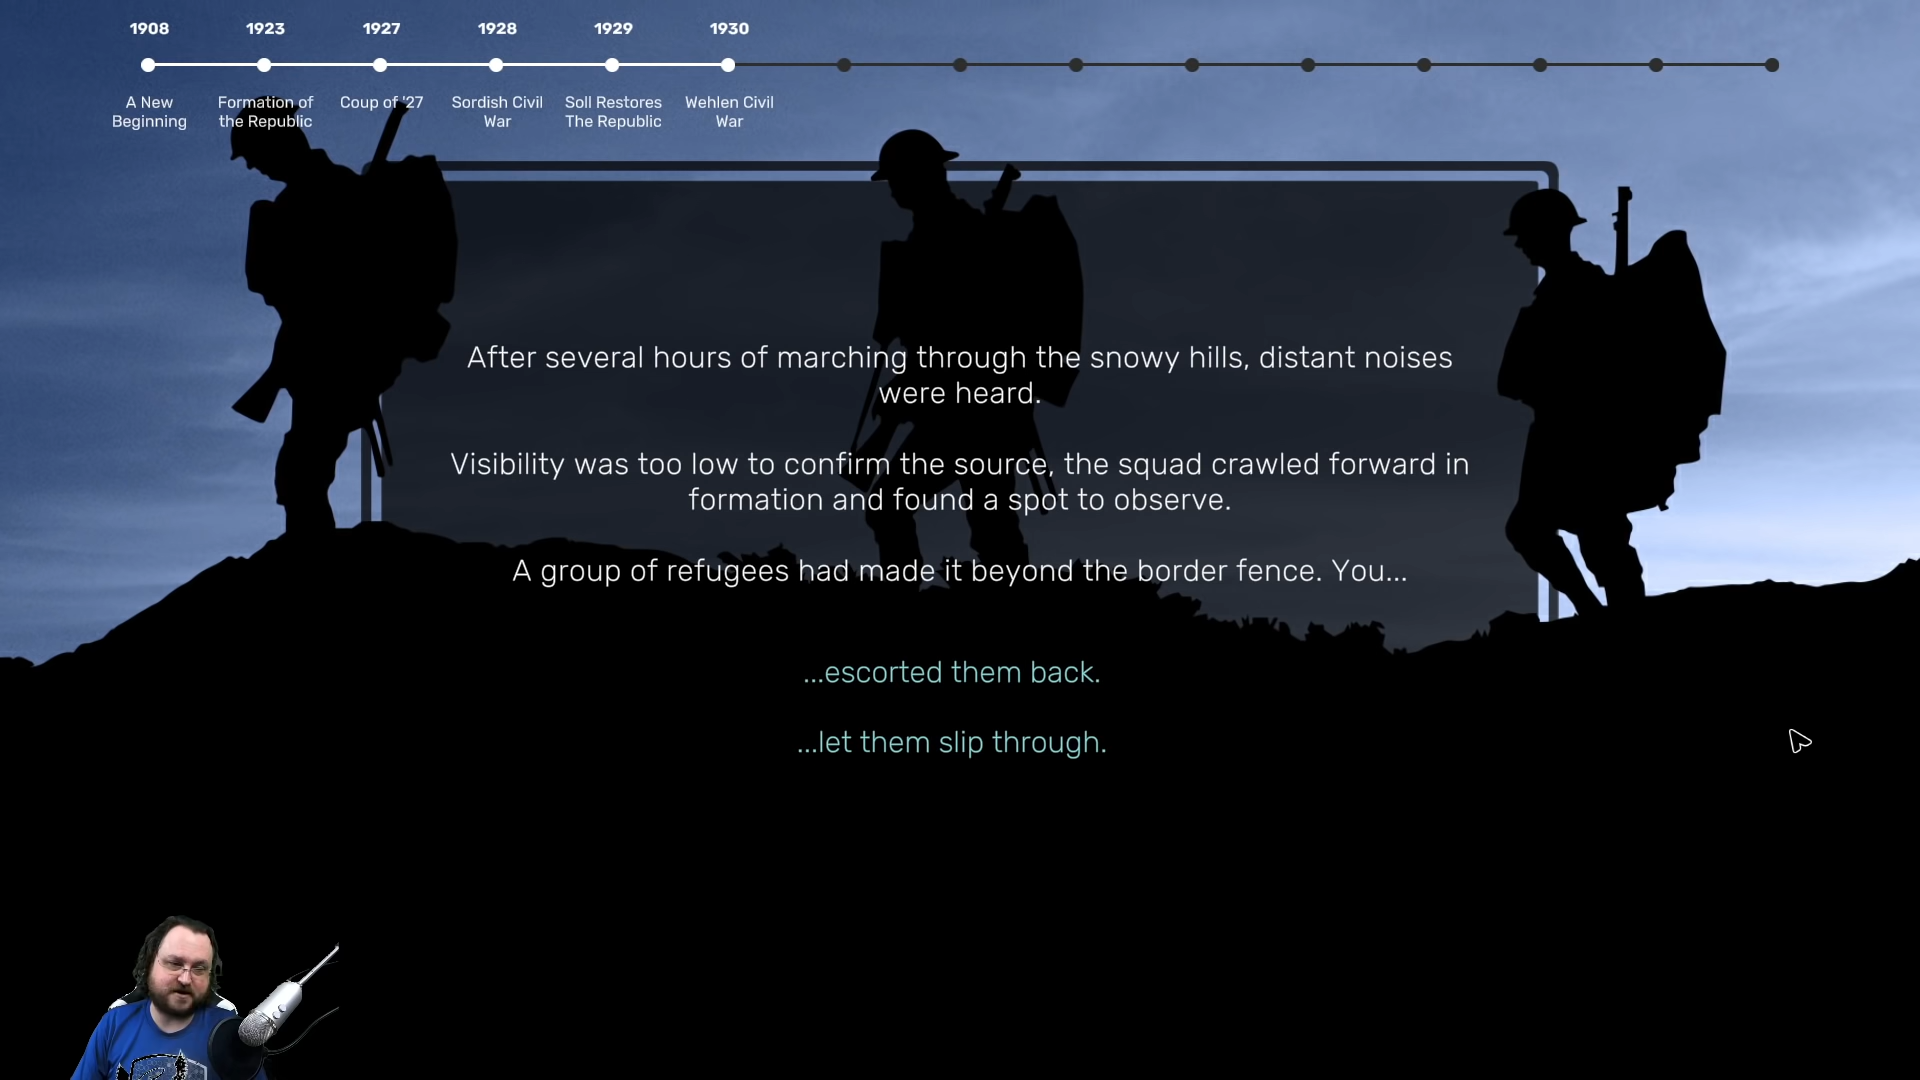 1908 1923 1927 1928 1929 1930
A New Formation of Coup of '27 Sordish Civil Soll Restores Wehlen Civil
Beginning the Republic War The Republic War
After several hours of marching through the snowy hills, distant noises
were heard.
Visibility was too low to confirm the source, the squad crawled forward in
formation and found a spot to observe.
A group of refugees had made it beyond the border fence. You...
...escorted them back.
...let them slip through.